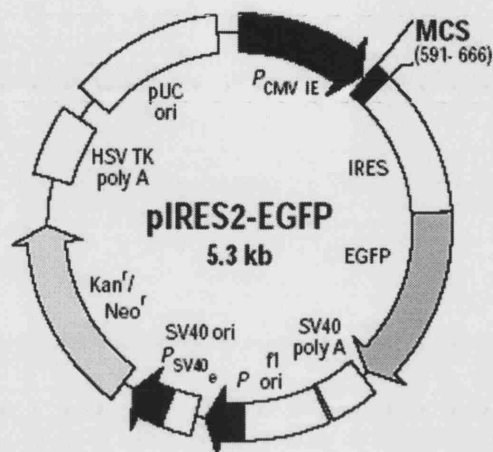 MCS
(591- 666)
P CMV IE
pUC
ori
IRES
HSV TK
poly A
pIRES2-EGFP
5.3 kb
EGFP
Kanr/
Neor
SV40
poly A
SV40 ori
PSV40 e
P
f1
ori